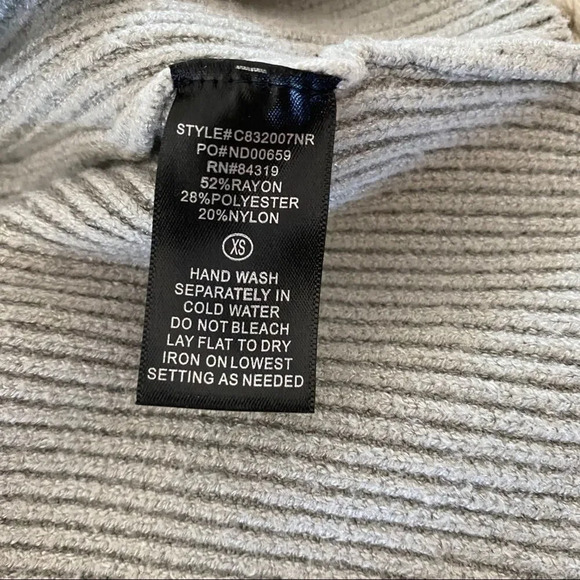 STYLE#C832007NR
PO#ND00659
RN#84319
52%RAYON
28%POLYESTER
20%NYLON
XS
HAND WASH
SEPARATELY IN
COLD WATER
DO NOT BLEACH
LAY FLAT TO DRY
IRON ON LOWEST
SETTING AS NEEDED